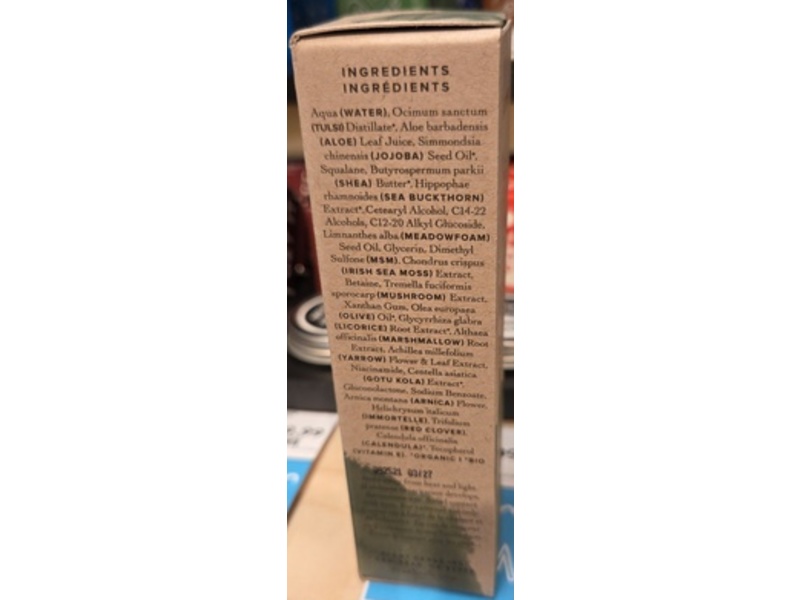 INGREDIENTS
INGRÉDIENTS
Aqua (WATER), Ocimum sanctum
(TULSI) Distillate*, Aloe barbadensis
(ALOE) Leaf Juice, Simmondsia
chinensis (JOJOBA) Seed Oil*,
Squalane, Butyrospermum parkii
(SHEA) Butter*, Hippophae
rhamnoides (SEA BUCKTHORN)
Extract*, Cetearyl Alcohol, C14-22
Alcohols, C12-20 Alkyl Glucoside,
Limnanthes alba (MEADOWFOAM)
Seed Oil, Glycerin, Dimethyl
Sulfone (MSM), Chondrus crispus
(IRISH SEA MOSS) Extract,
Betaine, Tremella fuciformis
sporocarp (MUSHROOM) Extract,
Xanthan Gum, Olea europaea
(OLIVE) Oil*, Glycyrrhiza glabra
(LICORICE) Root Extract*, Althaea
officinalis (MARSHMALLOW) Root
Extract, Achillea millefolium
(YARROW) Flower & Leaf Extract,
Niacinamide, Centella asiatica
(GOTU KOLA) Extract*,
Gluconolactone, Sodium Benzoate,
Arnica montana (ARNICA) Flower,
Helichrysum italicum
(IMMORTELLE), Trifolium
pratense (RED CLOVER),
Calendula officinalis
(CALENDULA)*, Tocopherol
(VITAMIN E). *ORGANIC | *BIO
03/27
from heat and light.